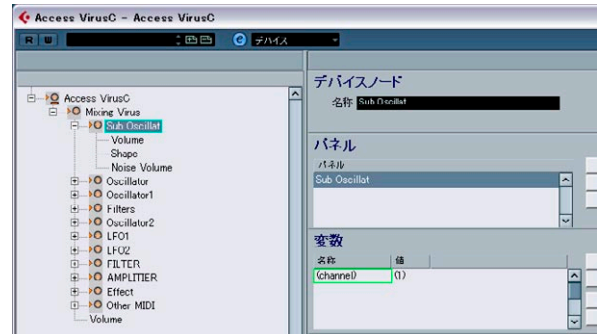 Access VirusC - Access VirusC
R W デバイス
Access VirusC
Mixing Virus
Sub Oscillat
Volume
Shape
Noise Volume
Oscillator
Oscillator1
Filters
Oscillator2
LFO1
LFO2
FILTER
AMPLITIER
Effect
Other MIDI
Volume
デバイスノード
名称 Sub Oscillat
パネル
パネル
Sub Oscillat
変数
名称 値
(channel) (1)